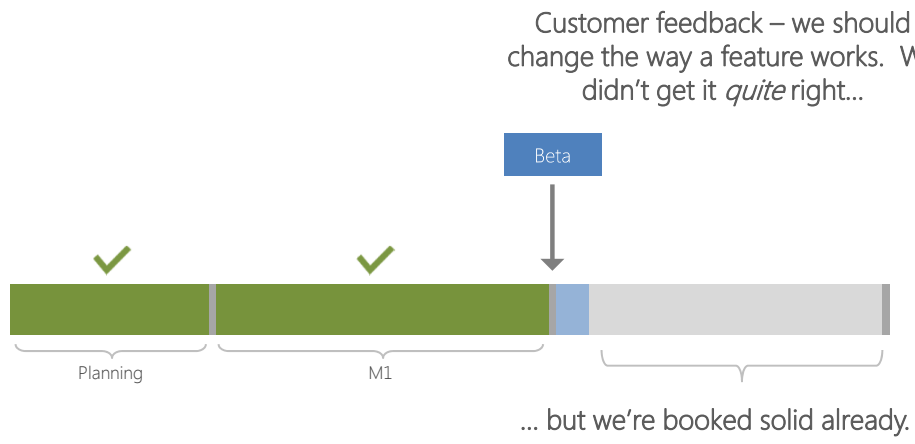 Customer feedback – we should
change the way a feature works.
didn't get it quite right...
Beta
Planning
M1
... but we're booked solid already.